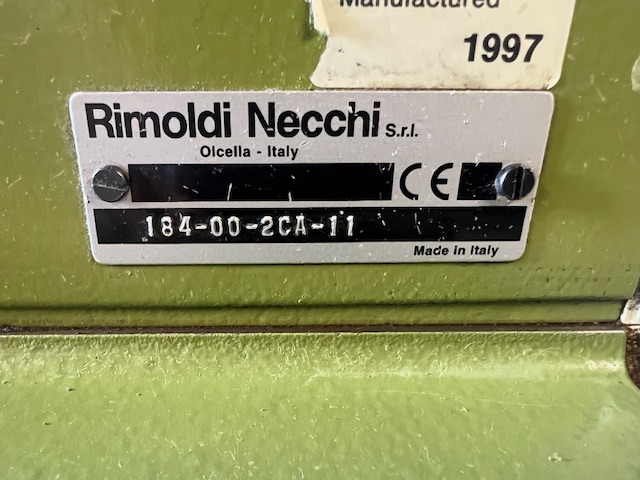 Manufactured
1997
Rimoldi Necchi S.r.l.
Olcella - Italy
CE
184-00-2CA-11
Made in Italy